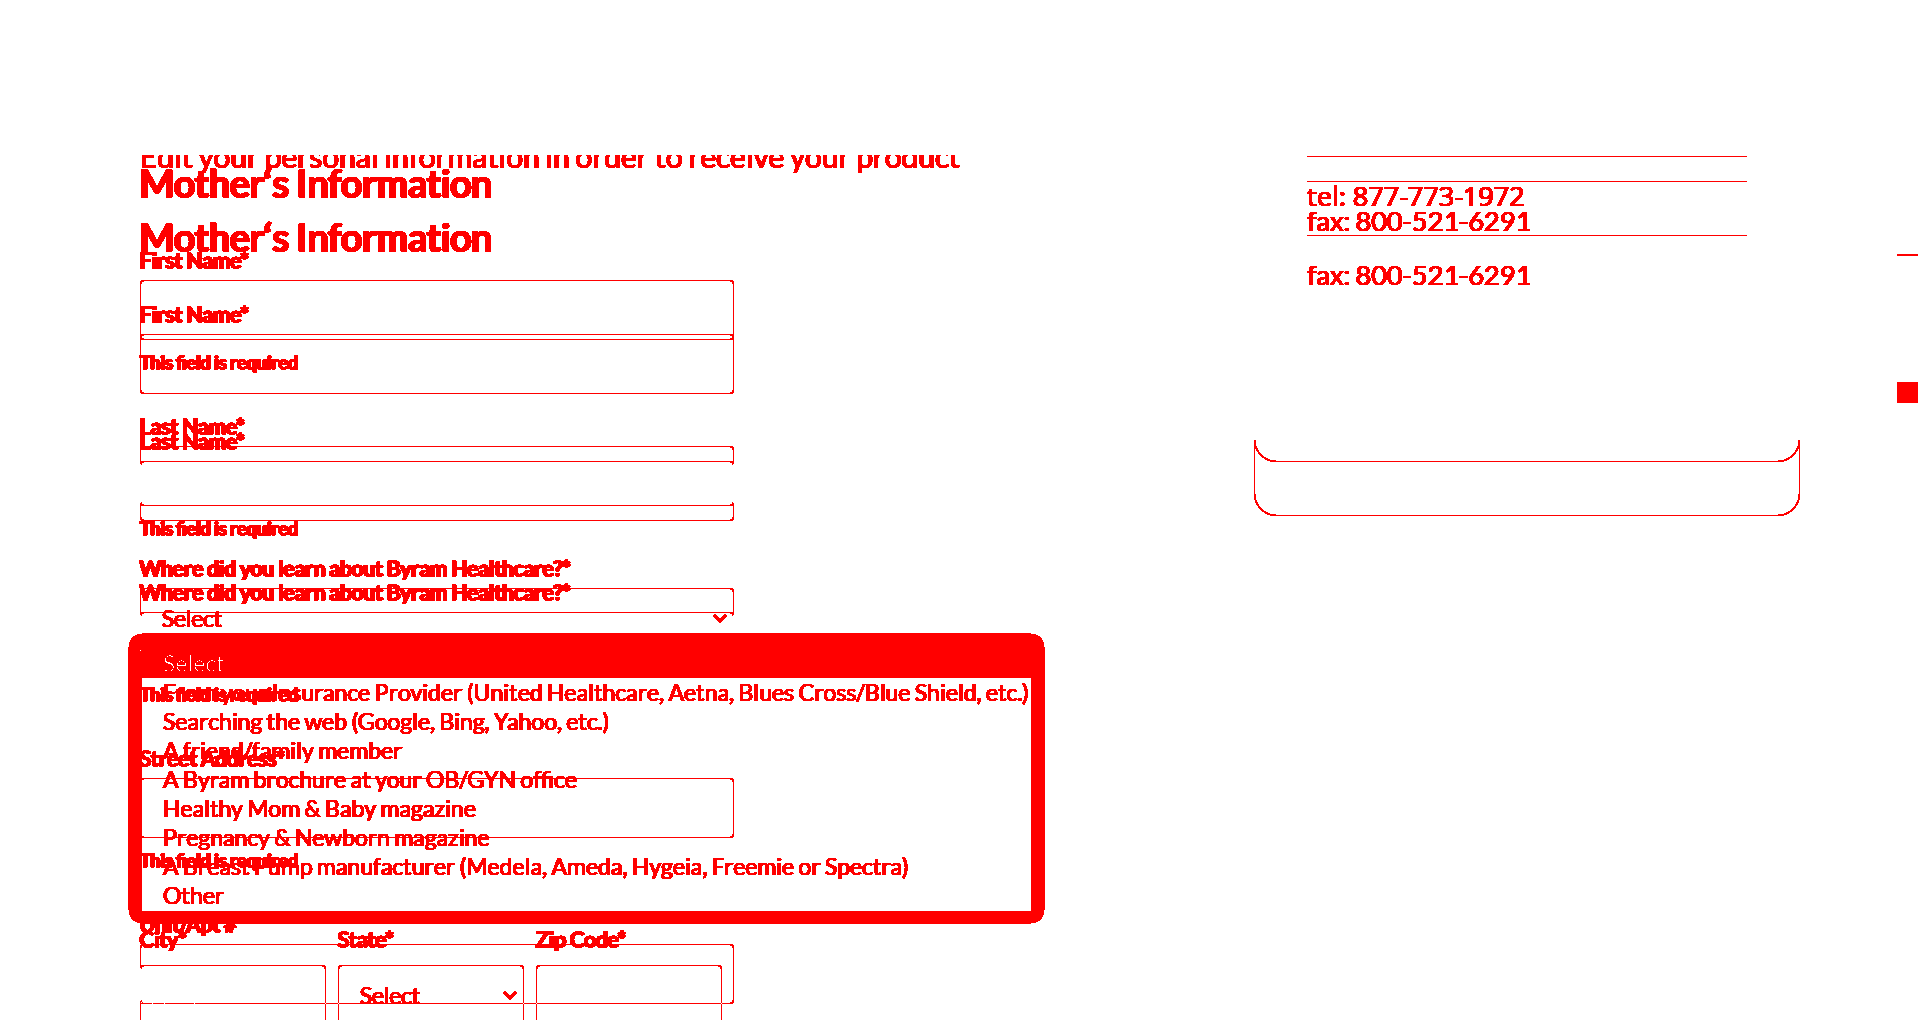 Edit your personal information in order to receive your product
Mother's Information
Mother's Information
First Name*
First Name*
This field is required
Last Name*
Last Name*
This field is required
Where did you learn about Byram Healthcare?*
Where did you learn about Byram Healthcare?*
Select
Select
This field is required
Insurance Provider (United Healthcare, Aetna, Blues Cross/Blue Shield, etc.)
Searching the web (Google, Bing, Yahoo, etc.)
A friend/family member
Street Address*
A Byram brochure at your OB/GYN office
Healthy Mom & Baby magazine
Pregnancy & Newborn magazine
This field is required
A Breast Pump manufacturer (Medela, Ameda, Hygeia, Freemie or Spectra)
Other
Unit/Apt #
City*
State*
Zip Code*
Select
tel: 877-773-1972
fax: 800-521-6291
fax: 800-521-6291